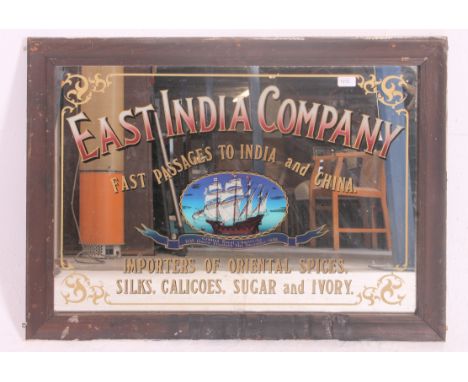 EAST INDIA COMPANY
FAST PASSAGES TO INDIA and CHINA.
IMPORTERS OF ORIENTAL SPICES,
SILKS, CALICOES, SUGAR and IVORY.